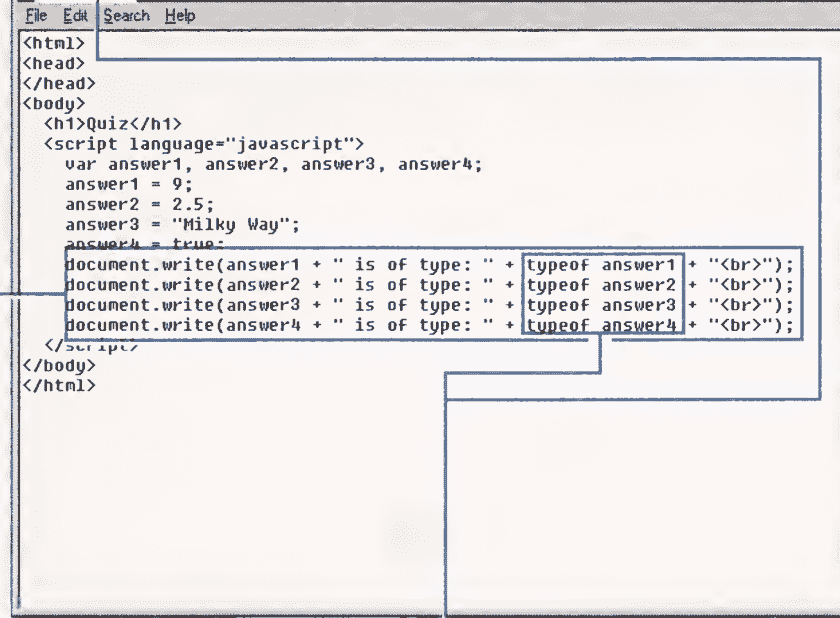 File Edit Search Help
<html>
<head>
</head>
<body>
<h1>Quiz</h1>
<script language="javascript">
var answer1, answer2, answer3, answer4;
answer1 = 9;
answer2 = 2.5;
answer3 = "Milky Way";
answer4 = true;
document.write(answer1 + " is of type: " + typeof answer1 + "<br>");
document.write(answer2 + " is of type: " + typeof answer2 + "<br>");
document.write(answer3 + " is of type: " + typeof answer3 + "<br>");
document.write(answer4 + " is of type: " + typeof answer4 + "<br>");
</script>
</body>
</html>